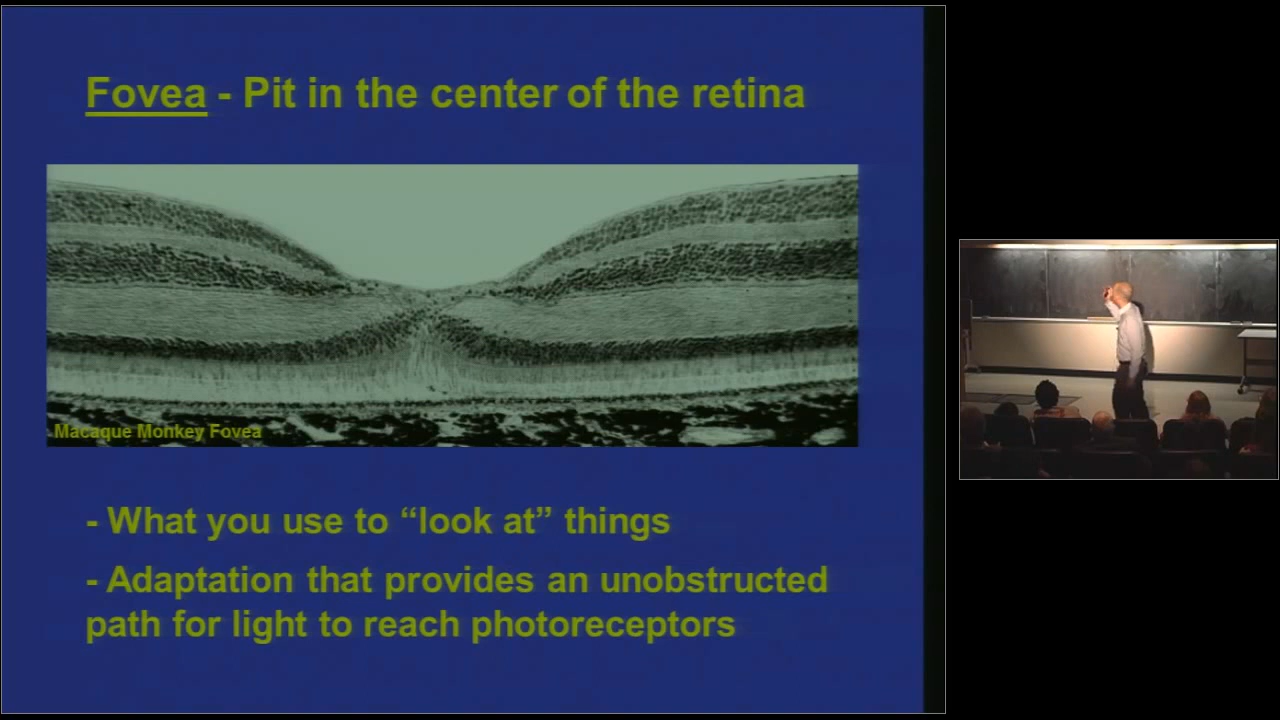 Fovea - Pit in the center of the retina
Macaque Monkey Fovea
- What you use to “look at” things
- Adaptation that provides an unobstructed
path for light to reach photoreceptors